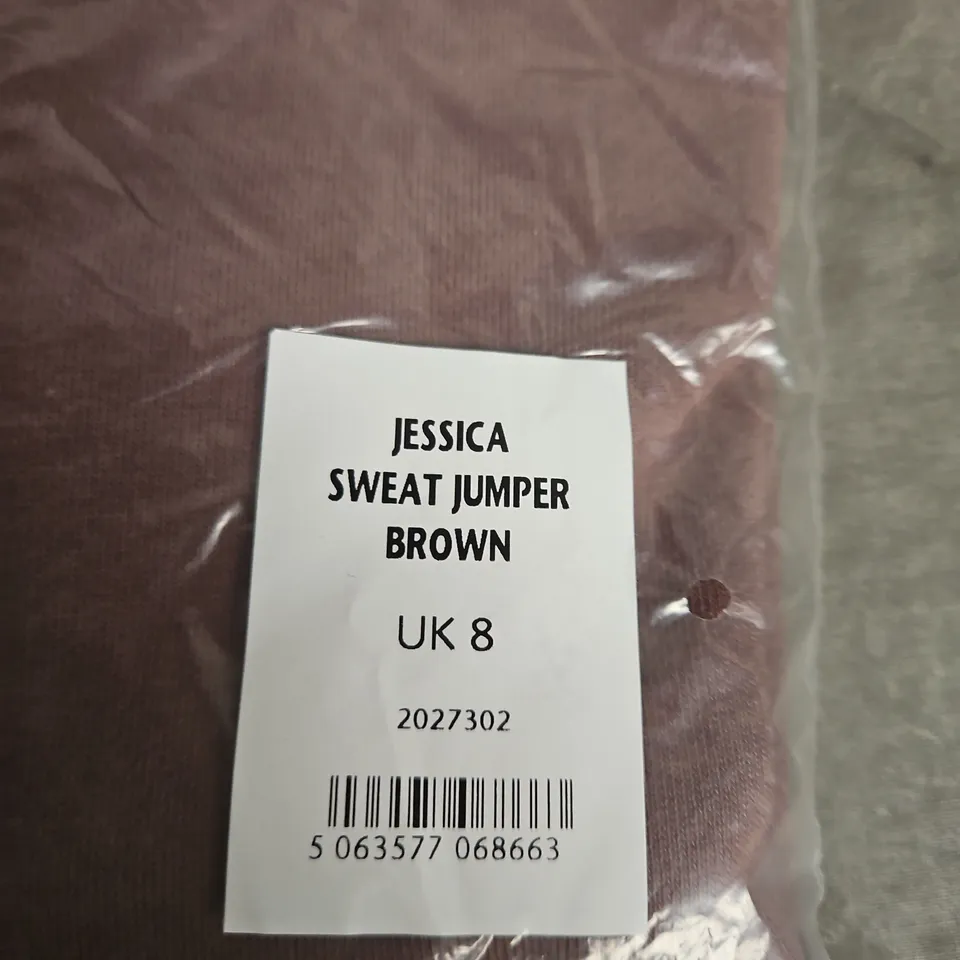 JESSICA
SWEAT JUMPER
BROWN
UK 8
2027302
5 063577 068663